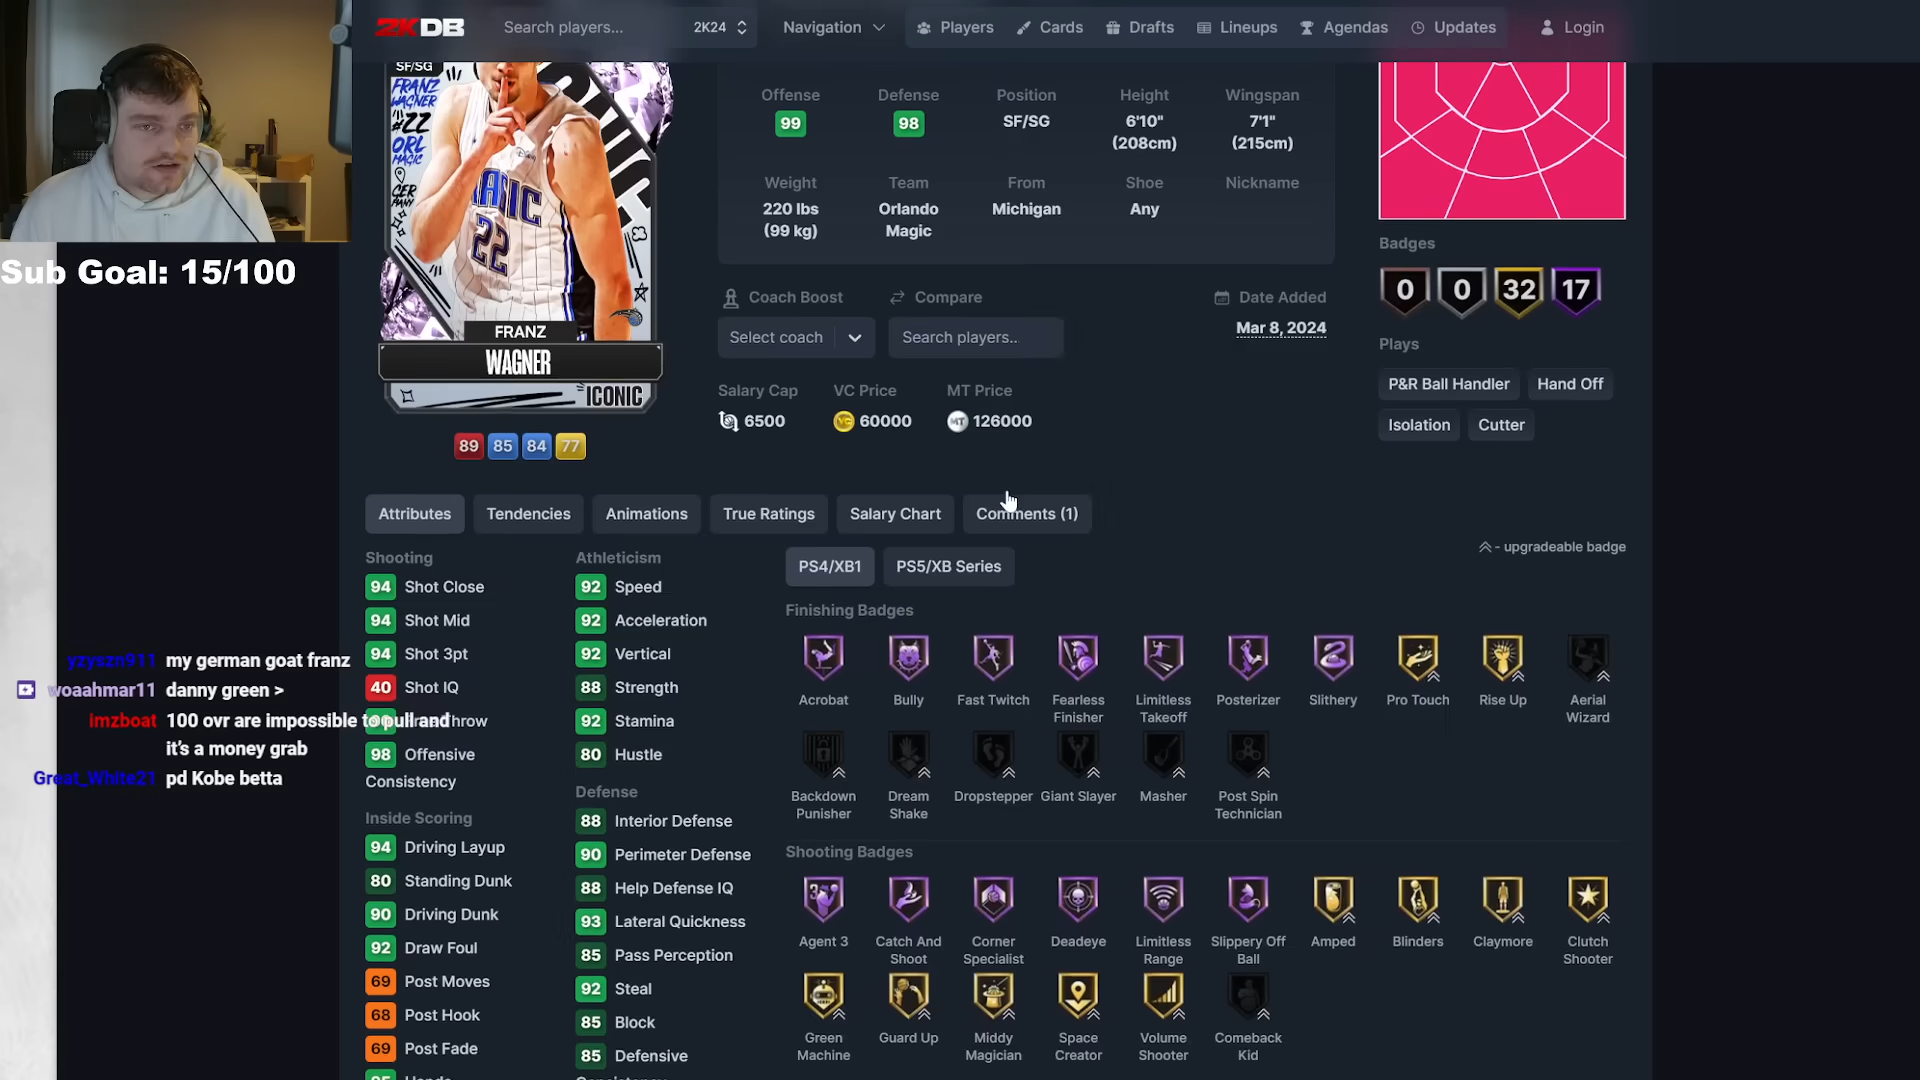 2KDB
Search players...
2K24
Navigation
Players
Cards
Drafts
Lineups
Agendas
Updates
Login
SF/SG
FRANZ
WAGNER
#22
ORL
MAGIC
GER
MANY
MAGIC
22
FRANZ
WAGNER
ICONIC
89 85 84 77
Offense
99
Defense
98
Position
SF/SG
Height
6'10"
(208cm)
Wingspan
7'1"
(215cm)
Weight
220 lbs
(99 kg)
Team
Orlando
Magic
From
Michigan
Shoe
Any
Nickname
Coach Boost
Select coach
Compare
Search players..
Date Added
Mar 8, 2024
Salary Cap
6500
VC Price
60000
MT Price
MT 126000
Badges
0 0 32 17
Plays
P&R Ball Handler
Hand Off
Isolation
Cutter
Sub Goal: 15/100
yzyszn911 my german goat franz
woaahmar11 danny green >
imzboat 100 ovr are impossible to pull and
it's a money grab
Great_White21 pd Kobe betta
Attributes
Tendencies
Animations
True Ratings
Salary Chart
Comments (1)
Shooting
94 Shot Close
94 Shot Mid
94 Shot 3pt
40 Shot IQ
98 Offensive
Consistency
Inside Scoring
94 Driving Layup
80 Standing Dunk
90 Driving Dunk
92 Draw Foul
69 Post Moves
68 Post Hook
69 Post Fade
Athleticism
92 Speed
92 Acceleration
92 Vertical
88 Strength
92 Stamina
80 Hustle
Defense
88 Interior Defense
90 Perimeter Defense
88 Help Defense IQ
93 Lateral Quickness
85 Pass Perception
92 Steal
85 Block
85 Defensive
PS4/XB1
PS5/XB Series
- upgradeable badge
Finishing Badges
Acrobat
Bully
Fast Twitch
Fearless
Finisher
Limitless
Takeoff
Posterizer
Slithery
Pro Touch
Rise Up
Aerial
Wizard
Backdown
Punisher
Dream
Shake
Dropstepper
Giant Slayer
Masher
Post Spin
Technician
Shooting Badges
Agent 3
Catch And
Shoot
Corner
Specialist
Deadeye
Limitless
Range
Slippery Off
Ball
Amped
Blinders
Claymore
Clutch
Shooter
Green
Machine
Guard Up
Middy
Magician
Space
Creator
Volume
Shooter
Comeback
Kid